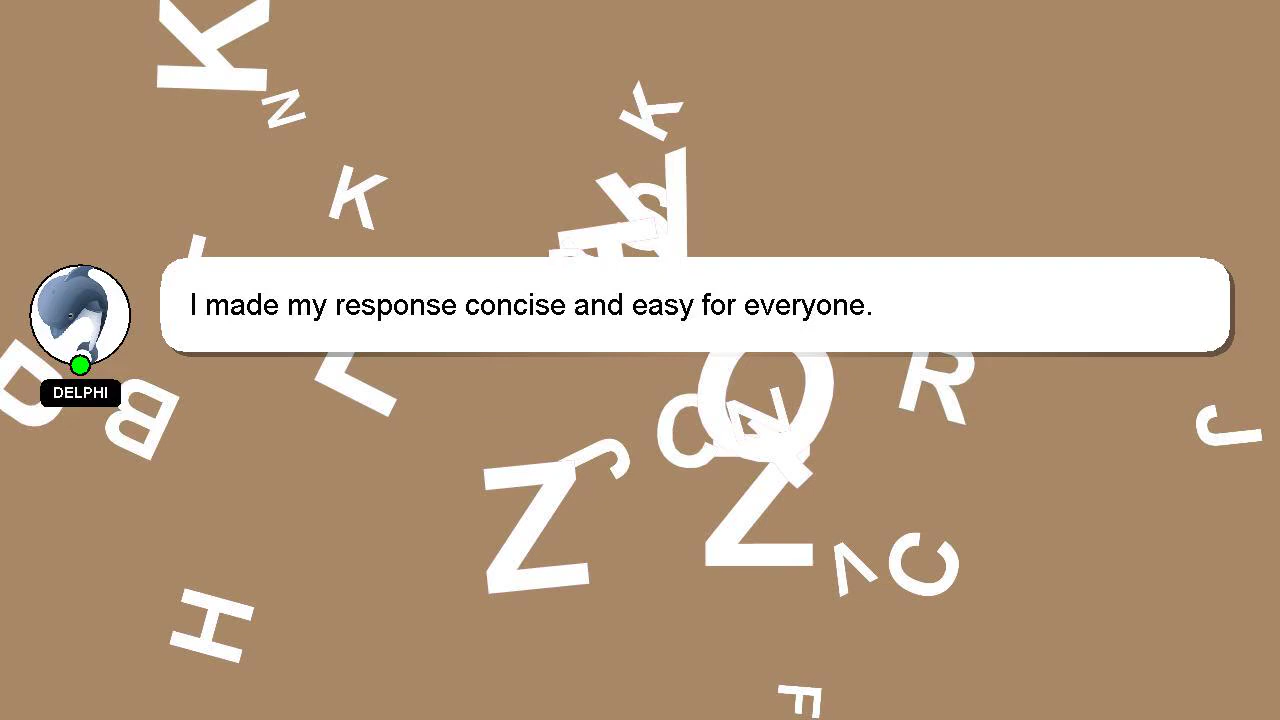 K
N
K
K
S
I made my response concise and easy for everyone.
DELPHI
B
L
Q
R
C
N
J
J
Z
Z
V
C
H
F